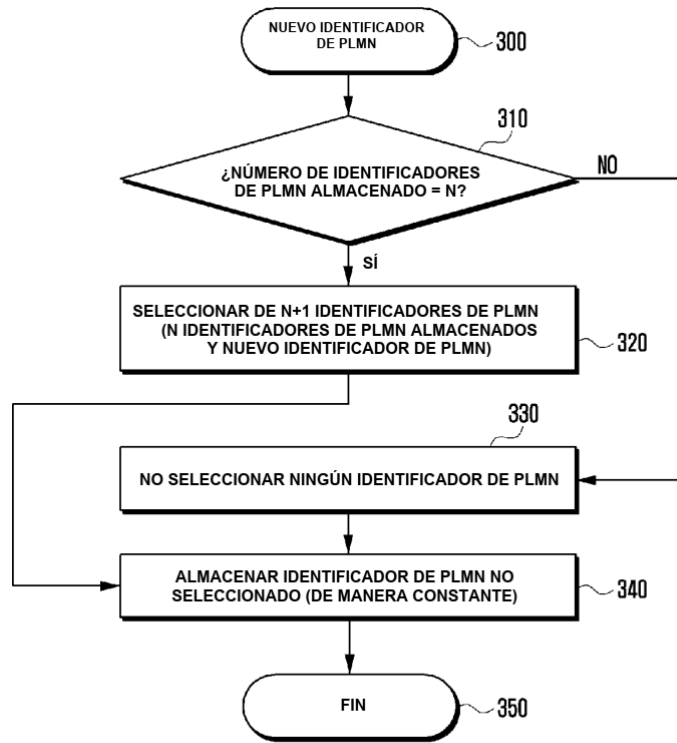 NUEVO IDENTIFICADOR
DE PLMN
300
310
¿NÚMERO DE IDENTIFICADORES
DE PLMN ALMACENADO = N?
NO
SÍ
SELECCIONAR DE N+1 IDENTIFICADORES DE PLMN
(N IDENTIFICADORES DE PLMN ALMACENADOS
Y NUEVO IDENTIFICADOR DE PLMN)
320
330
NO SELECCIONAR NINGÚN IDENTIFICADOR DE PLMN
ALMACENAR IDENTIFICADOR DE PLMN NO
SELECCIONADO (DE MANERA CONSTANTE)
340
FIN
350